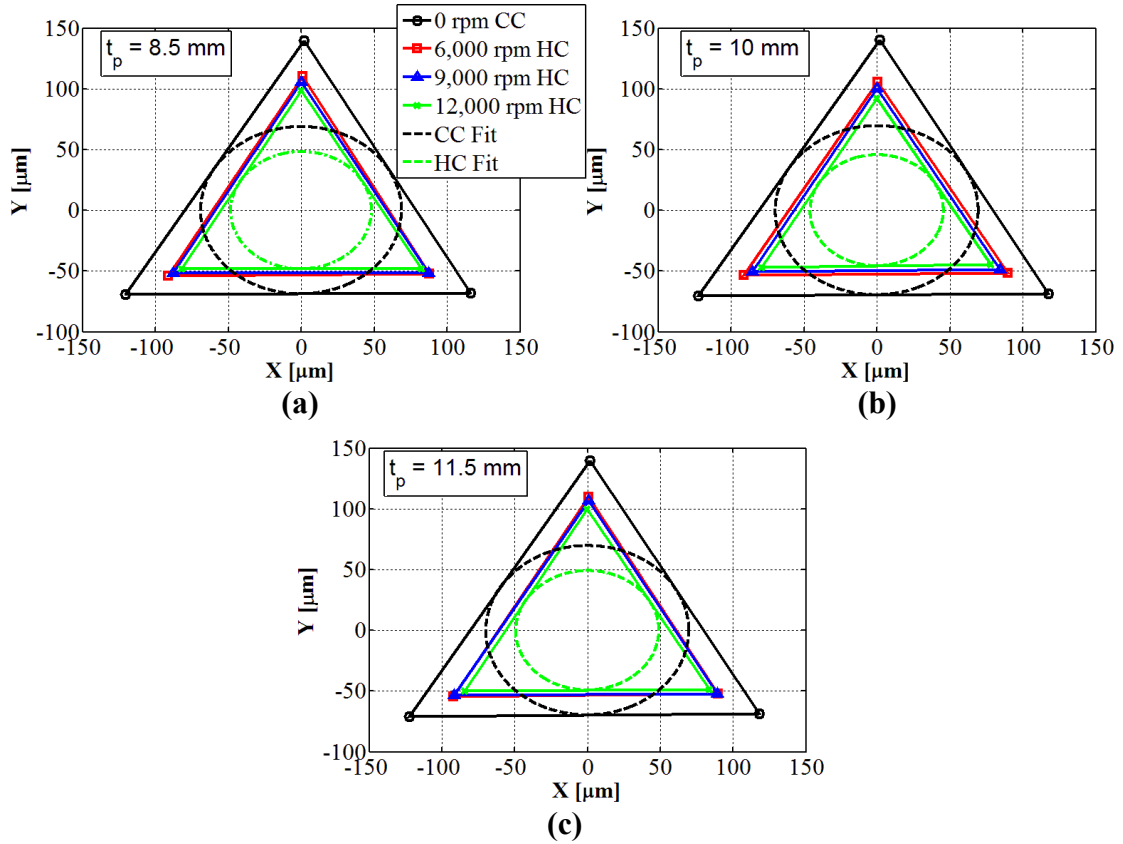 150
100
50
0
-50
-100
-150
-100
-50
0
50
100
150
Y [µm]
X [µm]
t_p = 8.5 mm
0 rpm CC
6,000 rpm HC
9,000 rpm HC
12,000 rpm HC
CC Fit
HC Fit
(a)
150
100
50
0
-50
-100
-150
-100
-50
0
50
100
150
Y [µm]
X [µm]
t_p = 10 mm
(b)
150
100
50
0
-50
-100
-150
-100
-50
0
50
100
150
Y [µm]
X [µm]
t_p = 11.5 mm
(c)